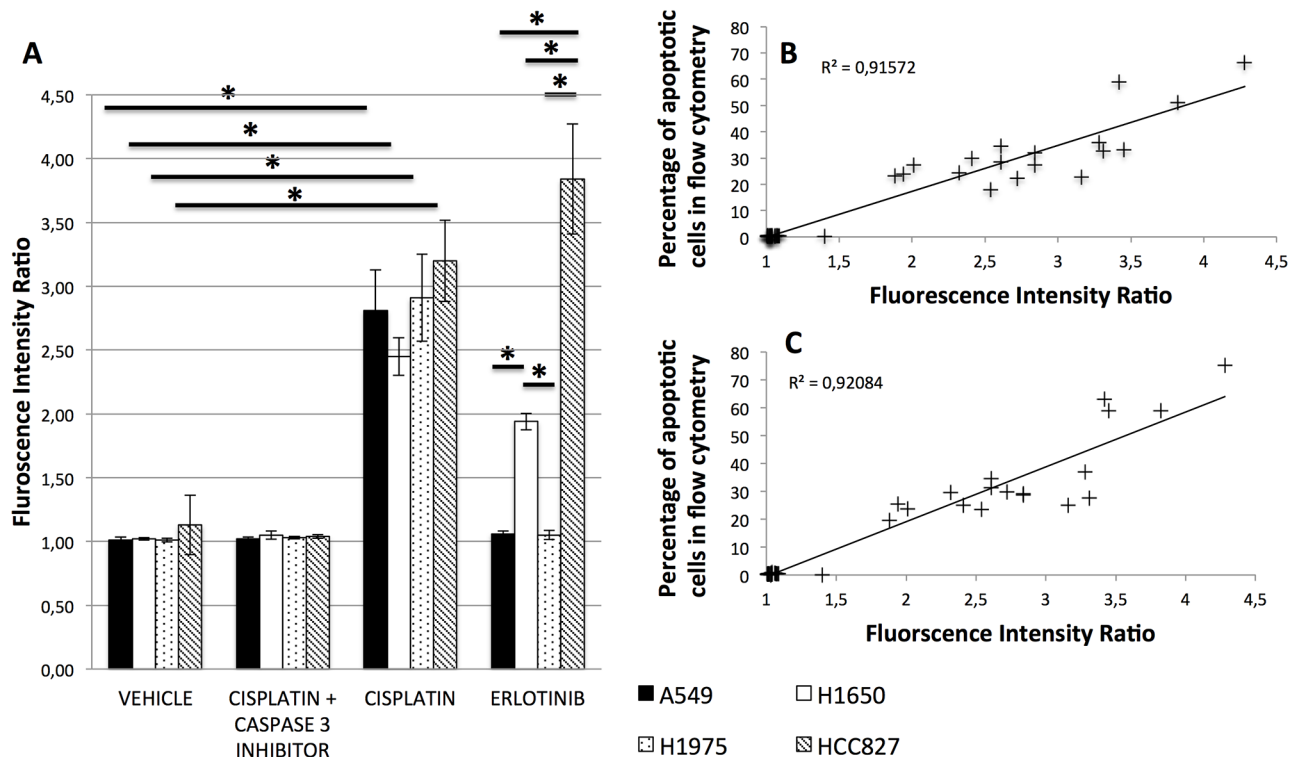 A
Fluroscence Intensity Ratio
4,50
4,00
3,50
3,00
2,50
2,00
1,50
1,00
0,50
0,00
*
*
*
*
*
*
*
*
*
VEHICLE
CISPLATIN +
CASPASE 3
INHIBITOR
CISPLATIN
ERLOTINIB
B
Percentage of apoptotic
cells in flow cytometry
80
70
60
50
40
30
20
10
0
R² = 0,91572
1
1,5
2
2,5
3
3,5
4
4,5
Fluorescence Intensity Ratio
C
Percentage of apoptotic
cells in flow cytometry
80
70
60
50
40
30
20
10
0
R² = 0,92084
1
1,5
2
2,5
3
3,5
4
4,5
Fluorscence Intensity Ratio
A549
H1650
H1975
HCC827